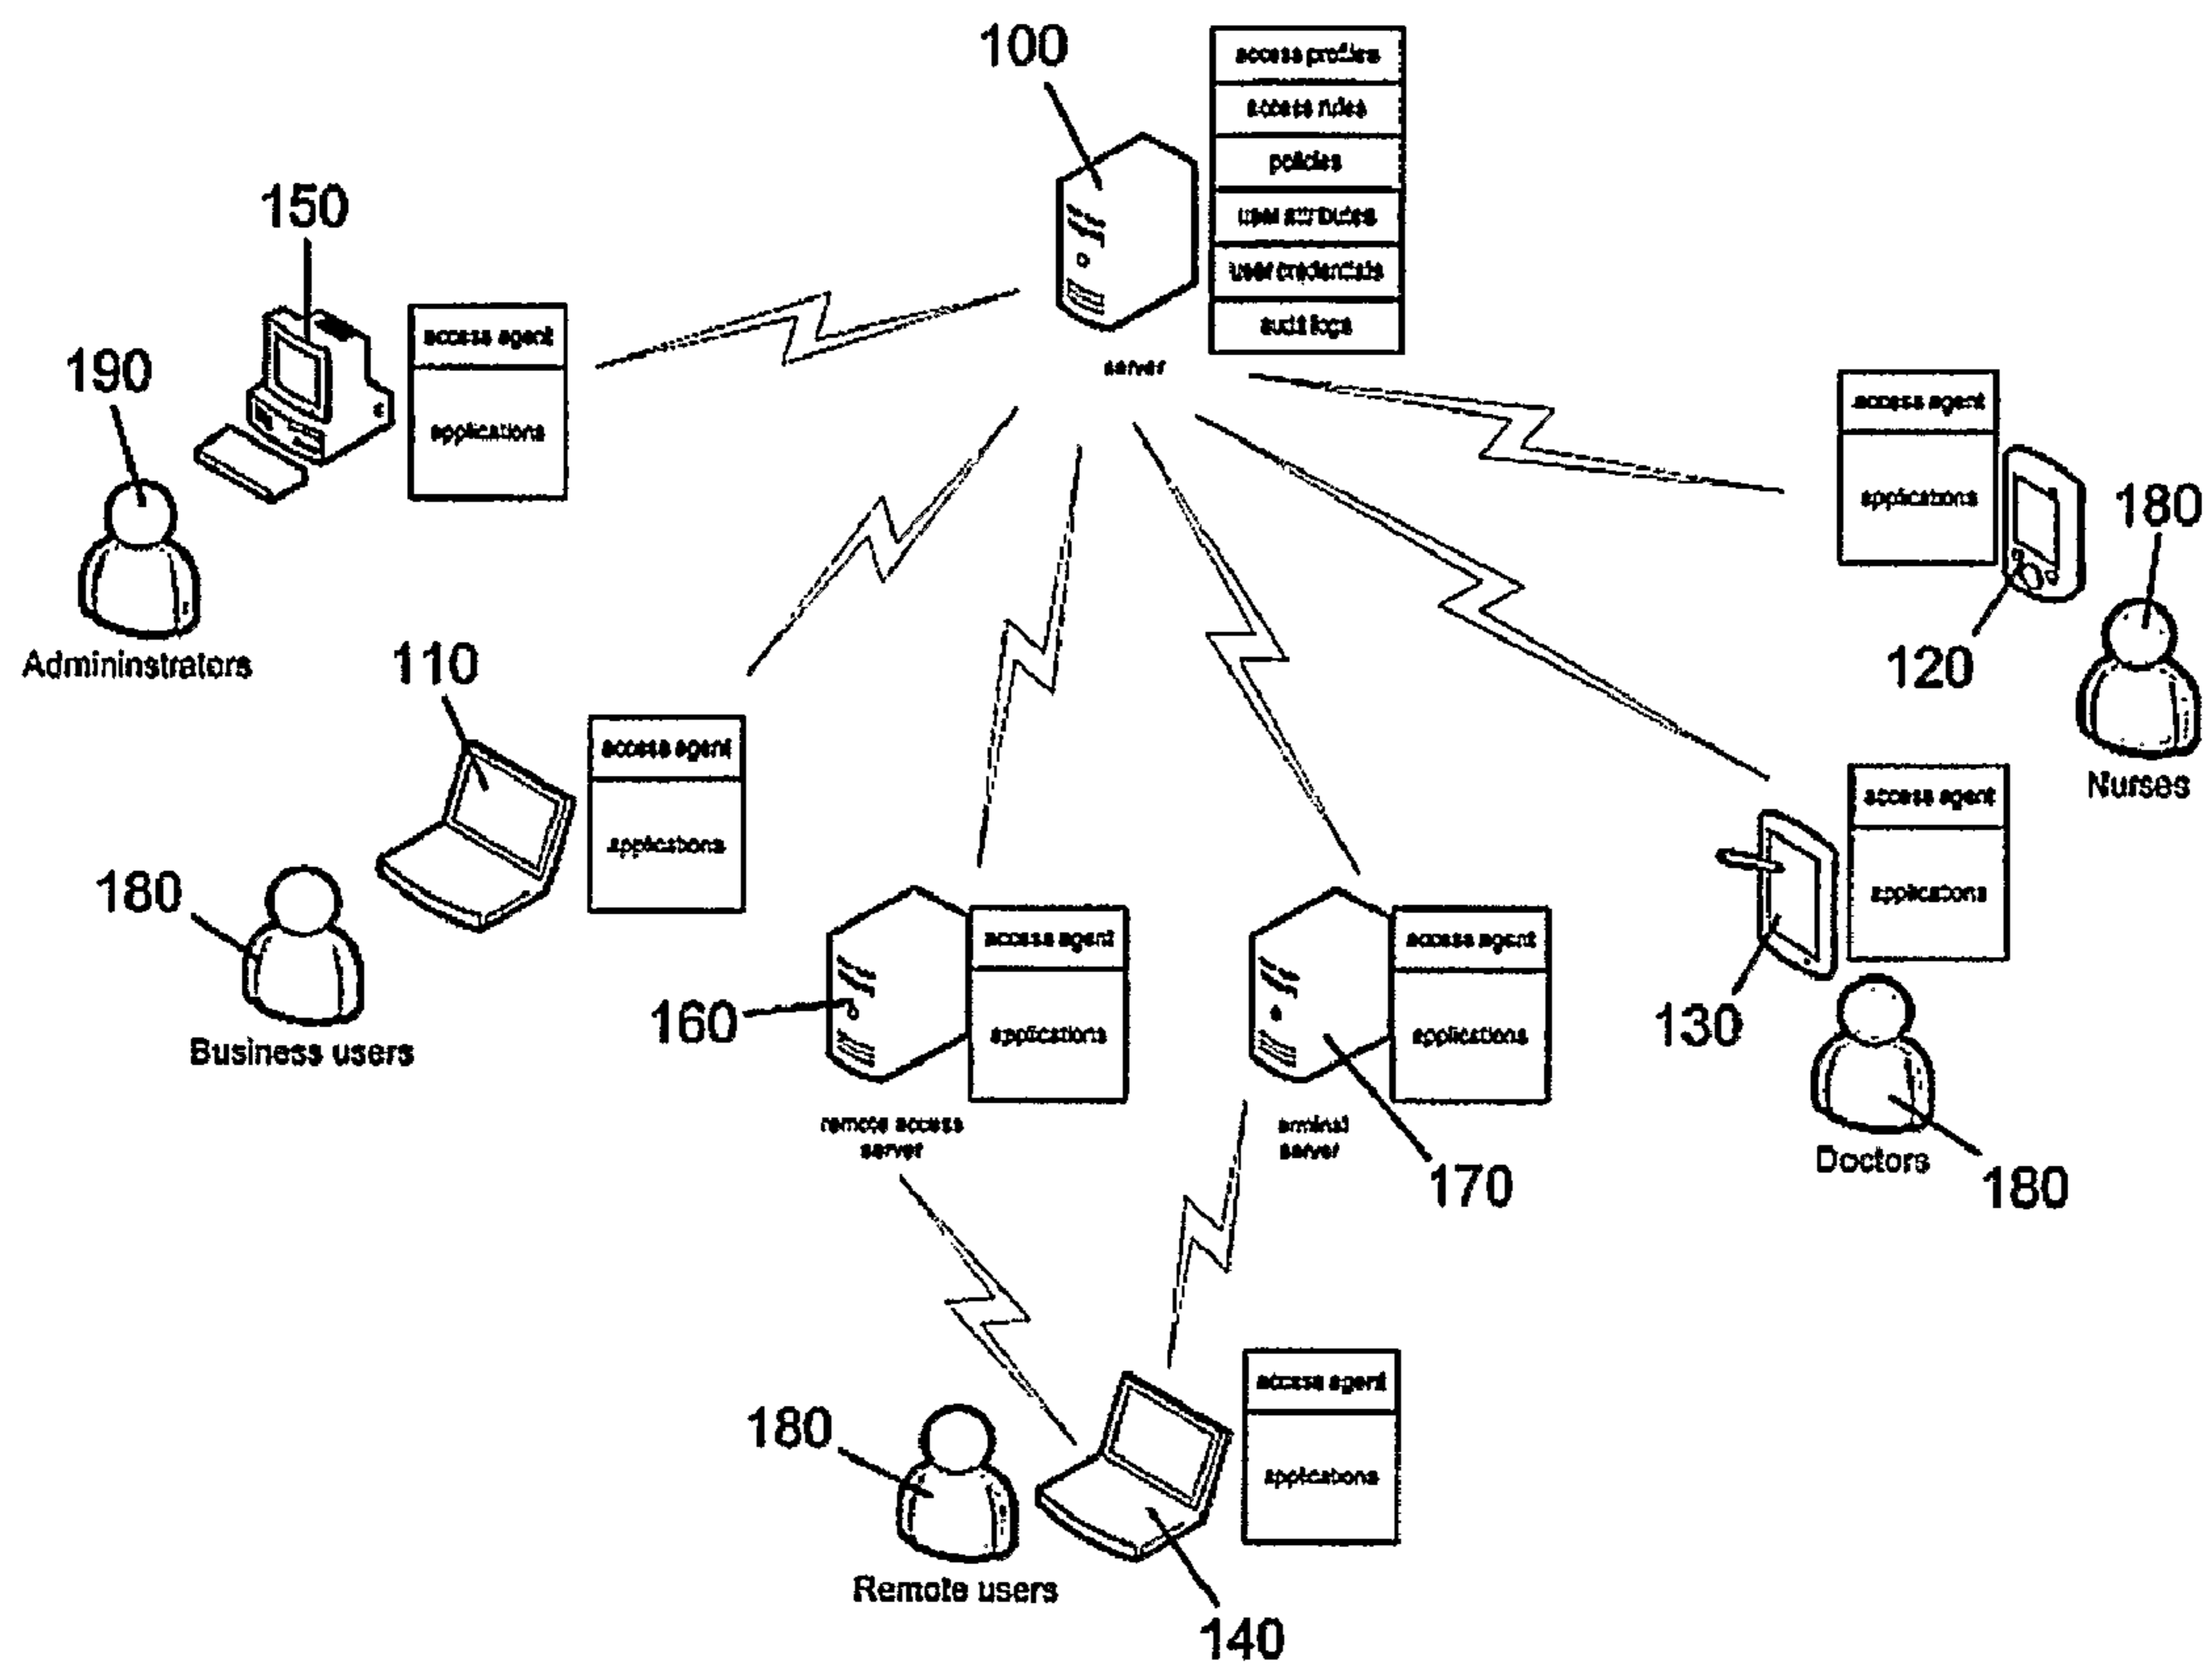 100
access profiles
access rules
policies
user attributes
user credentials
audit logs
server
150
access agent
applications
190
Admininstrators
access agent
applications
120
180
Nurses
110
access agent
applications
180
Business users
access agent
applications
130
180
Doctors
160
access agent
applications
remote access
server
access agent
applications
server
170
180
Remote users
access agent
applications
140